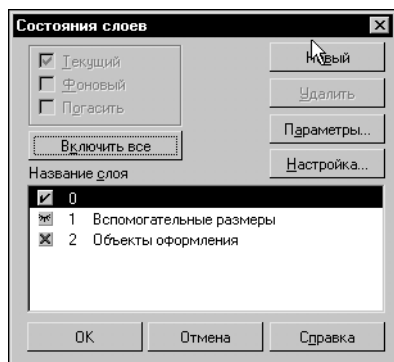 Состояния слоев
Текущий
Фоновый
Погасить
Включить все
Новый
Удалить
Параметры...
Настройка...
Название слоя
0
1 Вспомогательные размеры
2 Объекты оформления
OK
Отмена
Справка